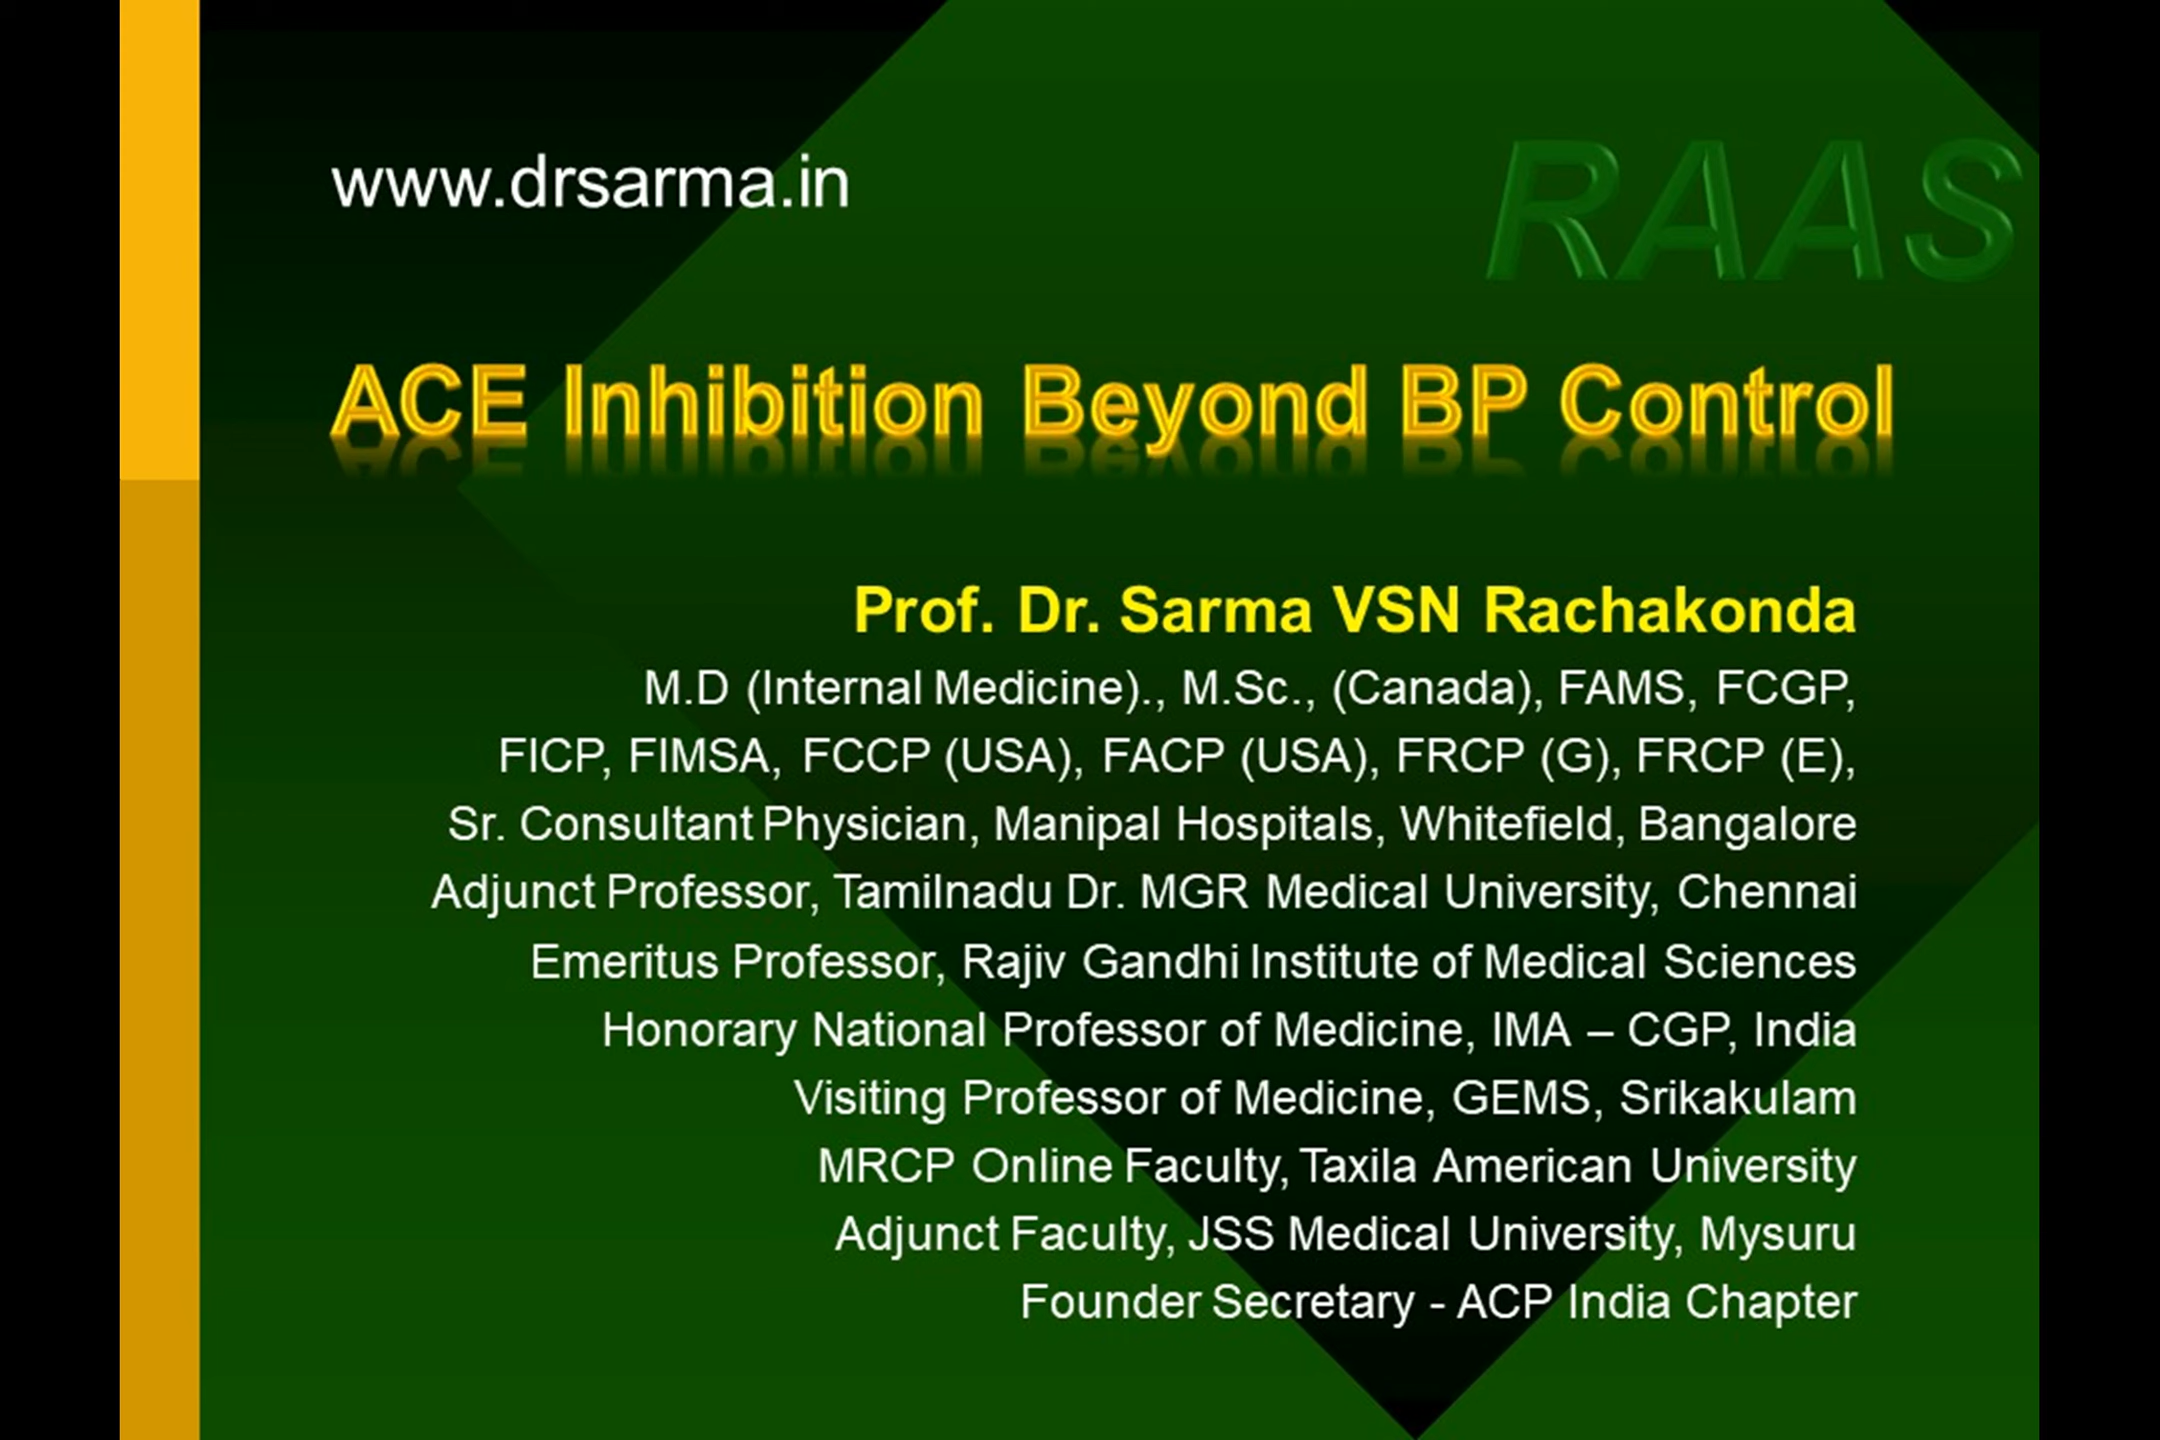 www.drsarma.in
RAAS
ACE Inhibition Beyond BP Control
Prof. Dr. Sarma VSN Rachakonda
M.D (Internal Medicine)., M.Sc., (Canada), FAMS, FCGP,
FICP, FIMSA, FCCP (USA), FACP (USA), FRCP (G), FRCP (E),
Sr. Consultant Physician, Manipal Hospitals, Whitefield, Bangalore
Adjunct Professor, Tamilnadu Dr. MGR Medical University, Chennai
Emeritus Professor, Rajiv Gandhi Institute of Medical Sciences
Honorary National Professor of Medicine, IMA – CGP, India
Visiting Professor of Medicine, GEMS, Srikakulam
MRCP Online Faculty, Taxila American University
Adjunct Faculty, JSS Medical University, Mysuru
Founder Secretary - ACP India Chapter